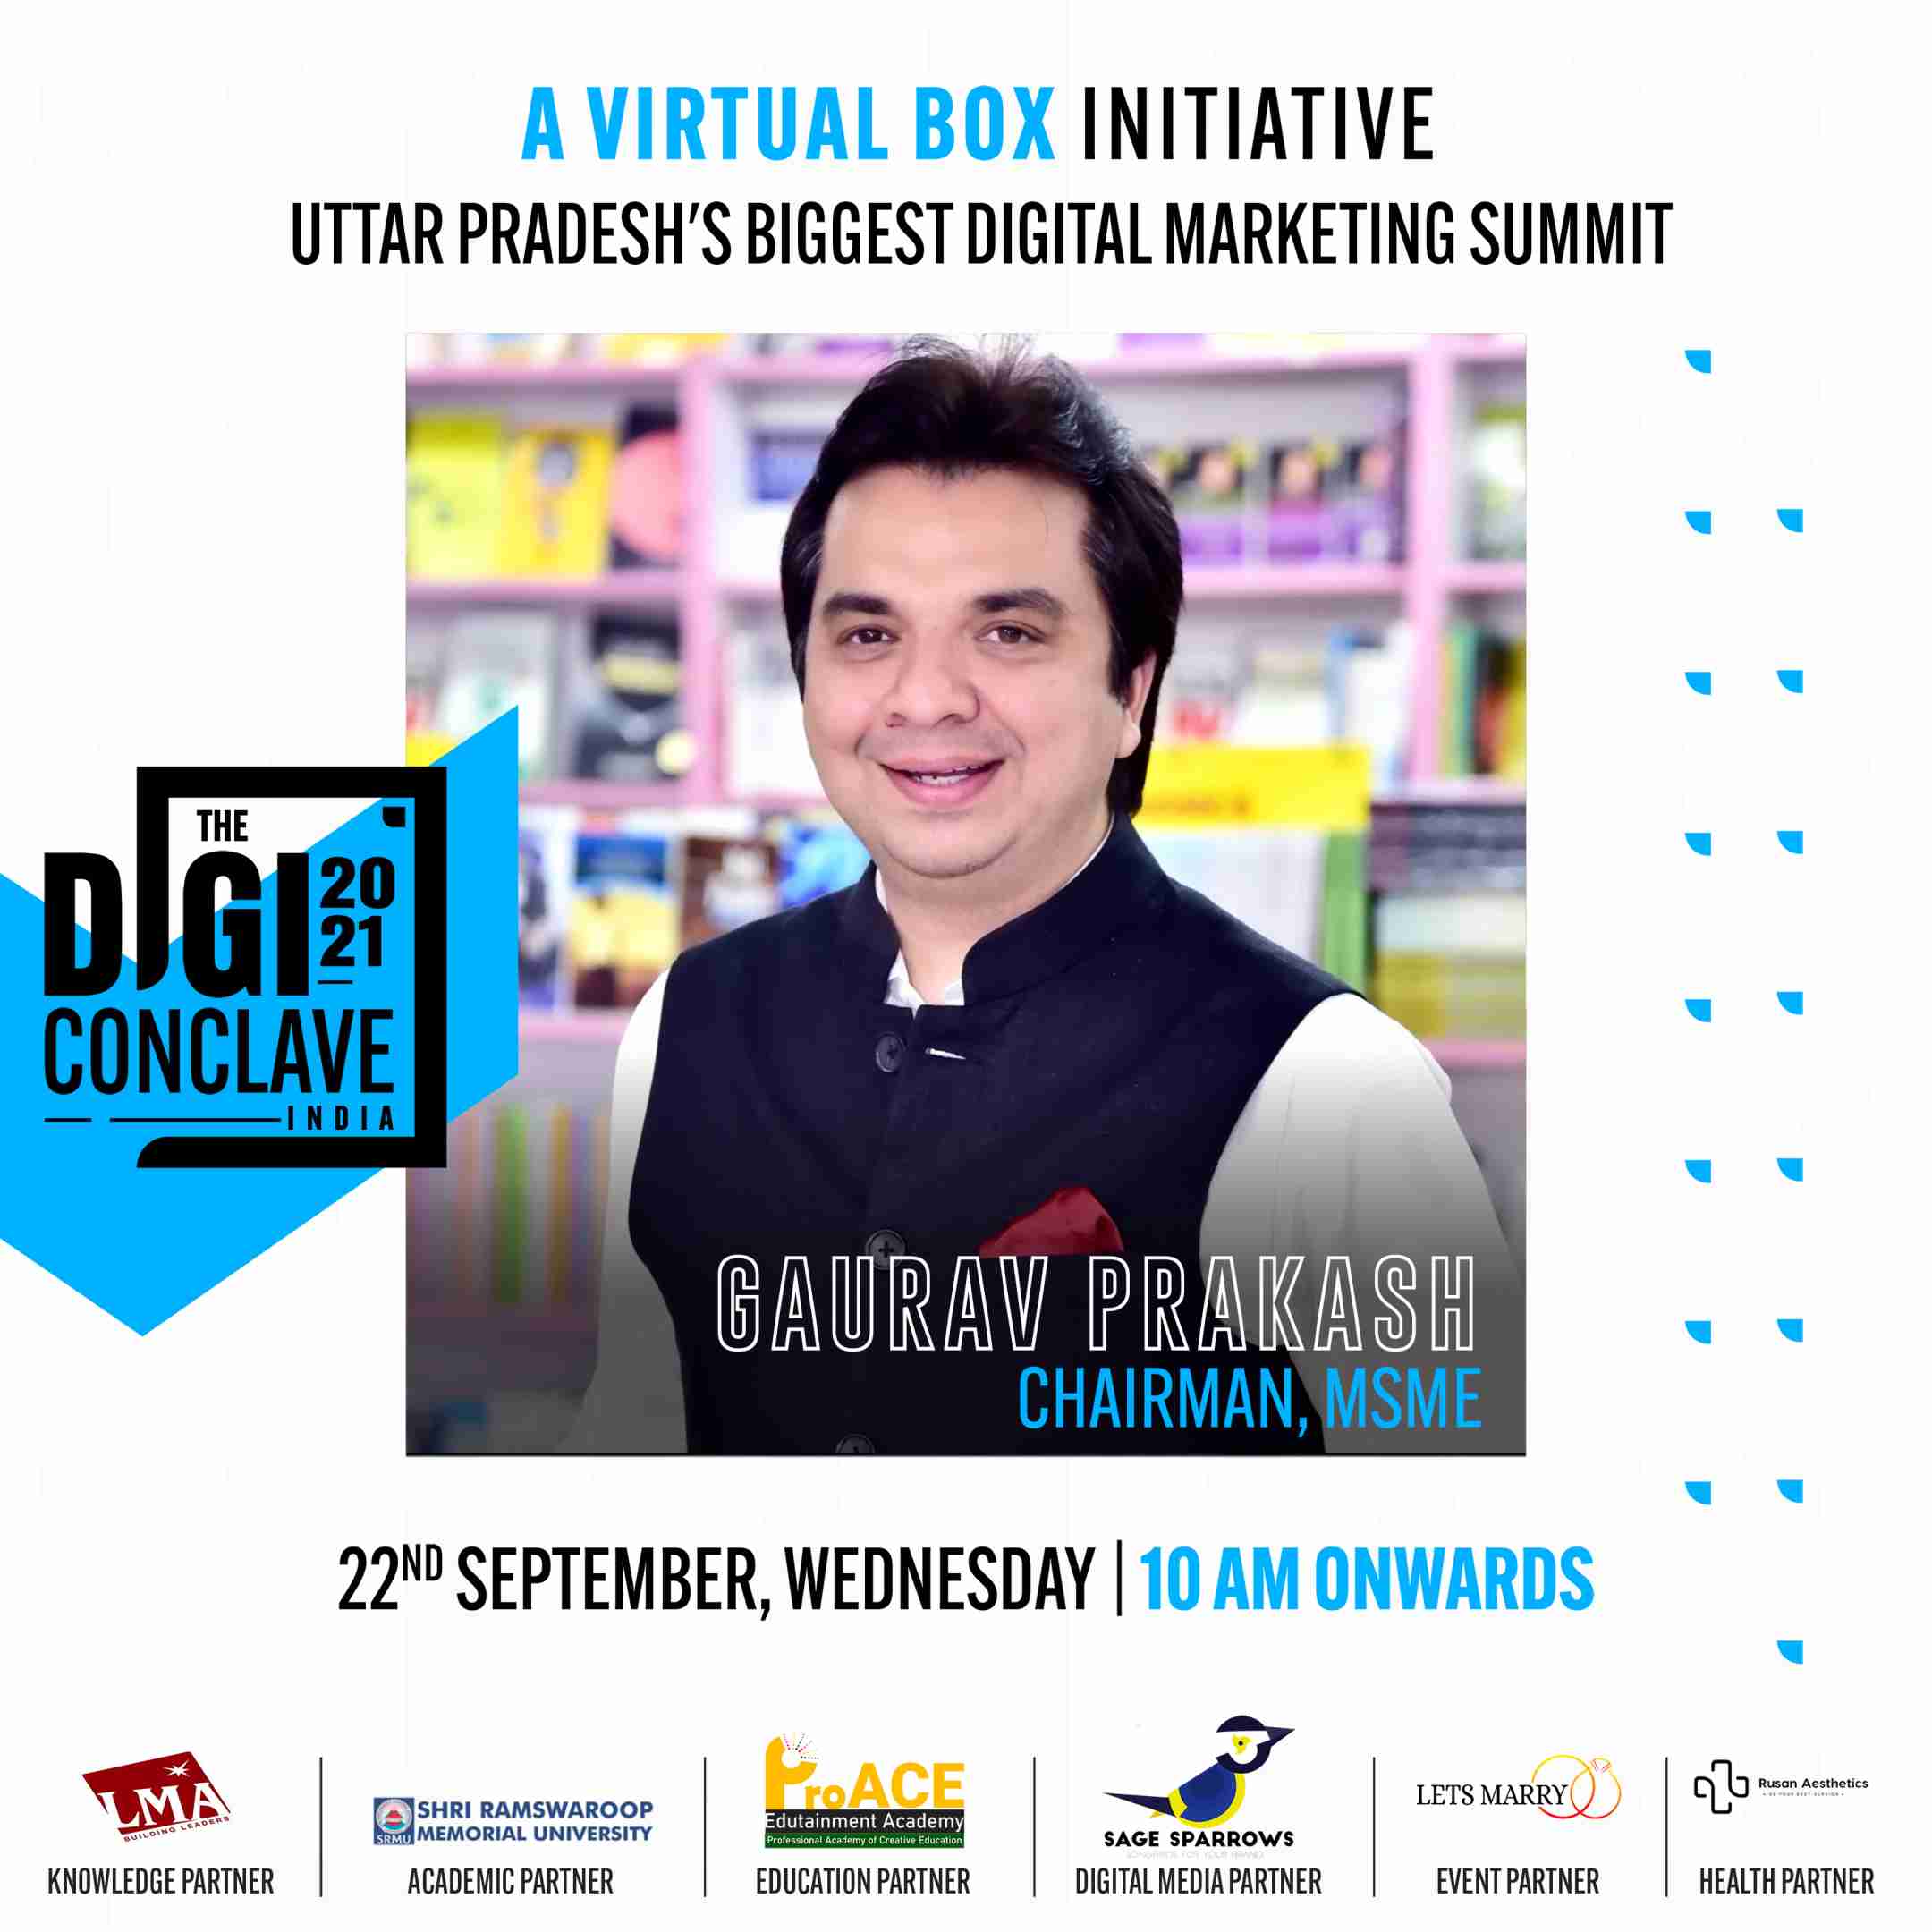 A VIRTUAL BOX INITIATIVE
UTTAR PRADESH'S BIGGEST DIGITAL MARKETING SUMMIT
THE
DIGI 20
21
CONCLAVE
INDIA
GAURAV PRAKASH
CHAIRMAN, MSME
22ND SEPTEMBER, WEDNESDAY | 10 AM ONWARDS
LMA
BUILDING LEADERS
KNOWLEDGE PARTNER
SRMU
SHRI RAMSWAROOP
MEMORIAL UNIVERSITY
ACADEMIC PARTNER
ProACE
Edutainment Academy
Professional Academy of Creative Education
EDUCATION PARTNER
SAGE SPARROWS
DIGITAL MEDIA PARTNER
LETS MARRY
EVENT PARTNER
Rusan Aesthetics
HEALTH PARTNER